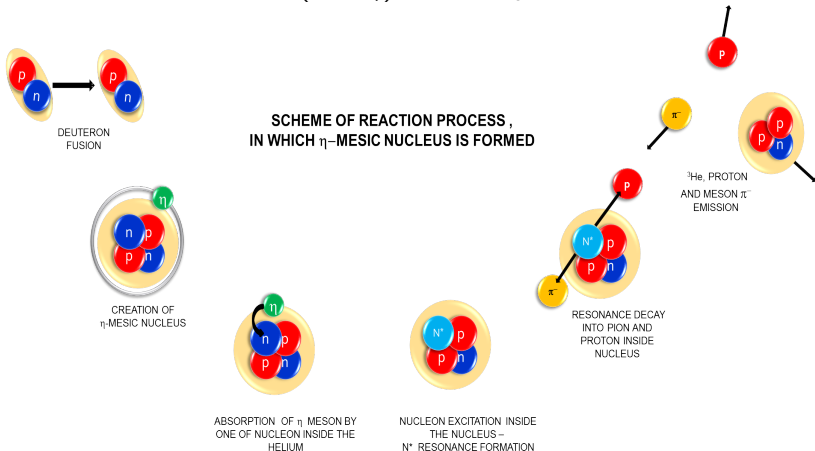 SCHEME OF REACTION PROCESS ,
IN WHICH η–MESIC NUCLEUS IS FORMED
p
n
p
n
DEUTERON
FUSION
η
n
p
p
n
CREATION OF
η-MESIC NUCLEUS
η
n
p
p
n
ABSORPTION OF η MESON BY
ONE OF NUCLEON INSIDE THE
HELIUM
N*
p
p
n
NUCLEON EXCITATION INSIDE
THE NUCLEUS –
N* RESONANCE FORMATION
p
N*
p
p
n
π⁻
RESONANCE DECAY
INTO PION AND
PROTON INSIDE
NUCLEUS
p
π⁻
p
p
n
³He, PROTON
AND MESON π⁻
EMISSION